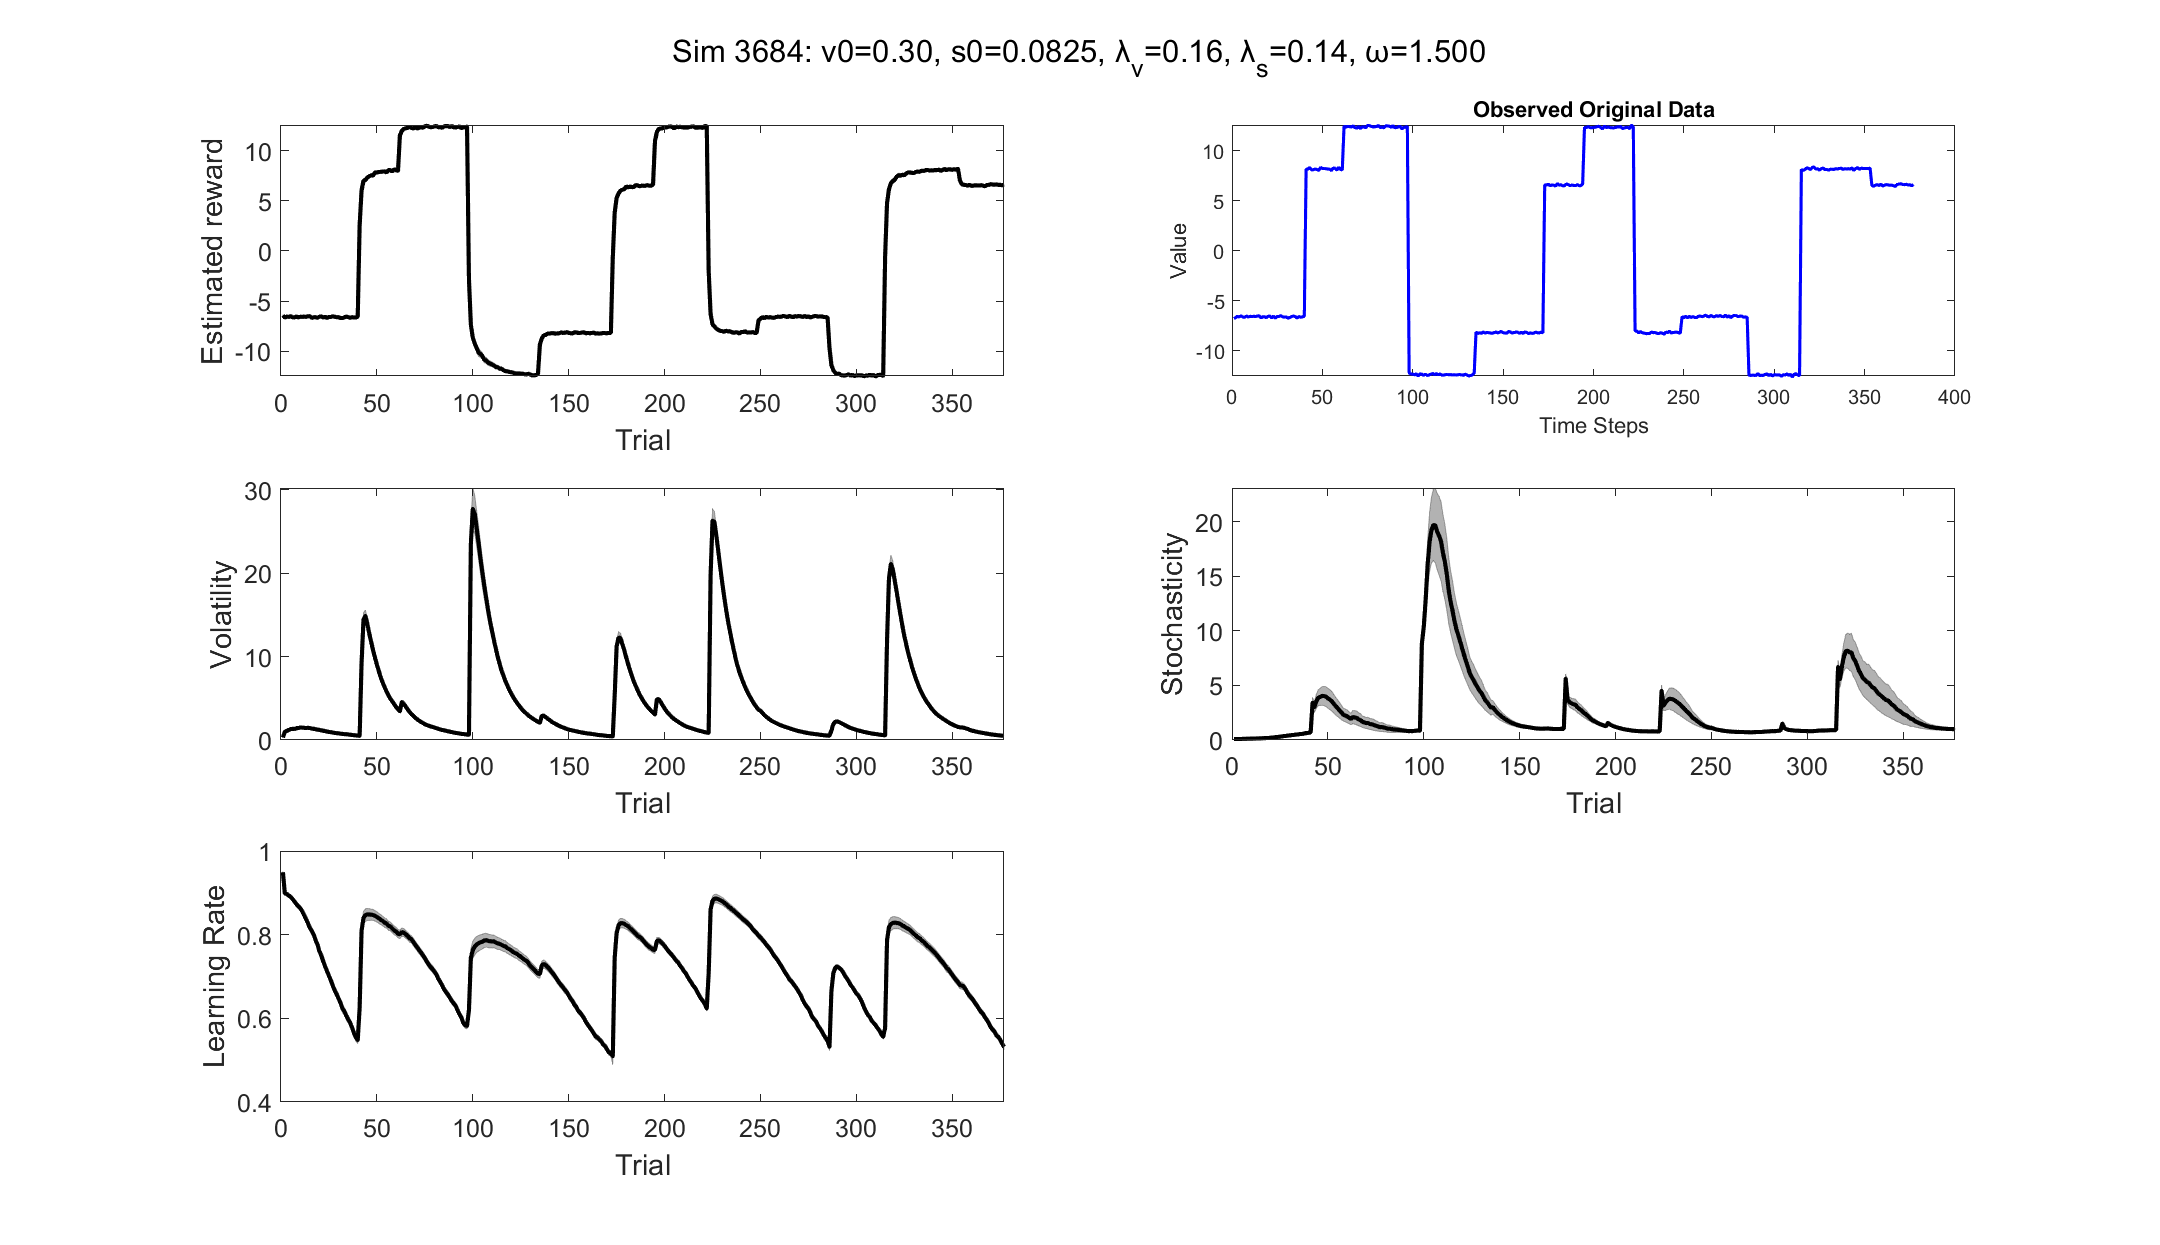 Sim 3684: v0=0.30, s0=0.0825, λv=0.16, λs=0.14, ω=1.500
Estimated reward
10
5
0
-5
-10
0 50 100 150 200 250 300 350
Trial
Observed Original Data
Value
10
5
0
-5
-10
0 50 100 150 200 250 300 350 400
Time Steps
Volatility
30
20
10
0
0 50 100 150 200 250 300 350
Trial
Stochasticity
20
15
10
5
0
0 50 100 150 200 250 300 350
Trial
Learning Rate
1
0.8
0.6
0.4
0 50 100 150 200 250 300 350
Trial